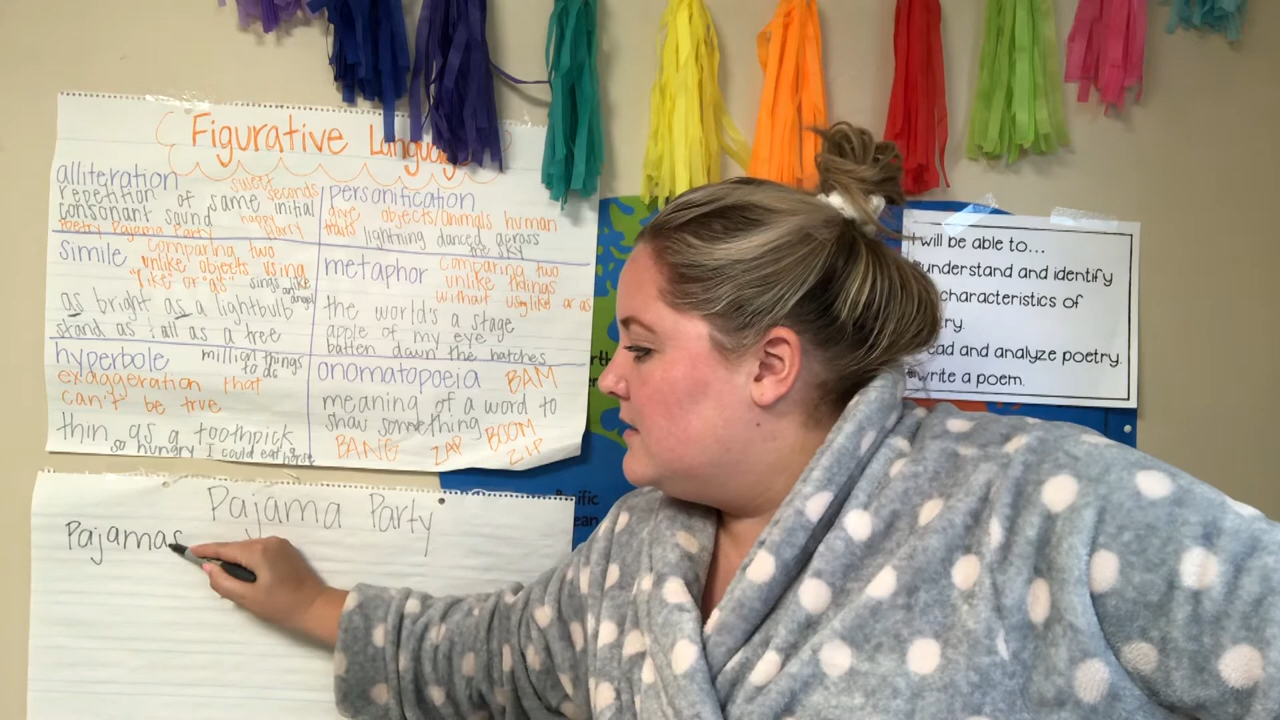 Figurative Language
alliteration
repetition of same initial
consonant sound
Poetry Pajama Party
sweet
seconds
happy
Harry
personification
give objects/animals human
traits lightning danced across
the sky
simile comparing two
unlike objects using
"like" or "as"
sings like
angel
as bright as a lightbulb
stand as tall as a tree
metaphor comparing two
unlike things
without using like or as
the world's a stage
apple of my eye
batten down the hatches
hyperbole million things
to do
exaggeration that
can't be true
thin as a toothpick
so hungry I could eat horse
onomatopoeia BAM
meaning of a word to
show something
BANG ZAP BOOM
ZIP
Pajama Party
Pajamas
I will be able to...
understand and identify
characteristics of
read and analyze poetry.
write a poem.